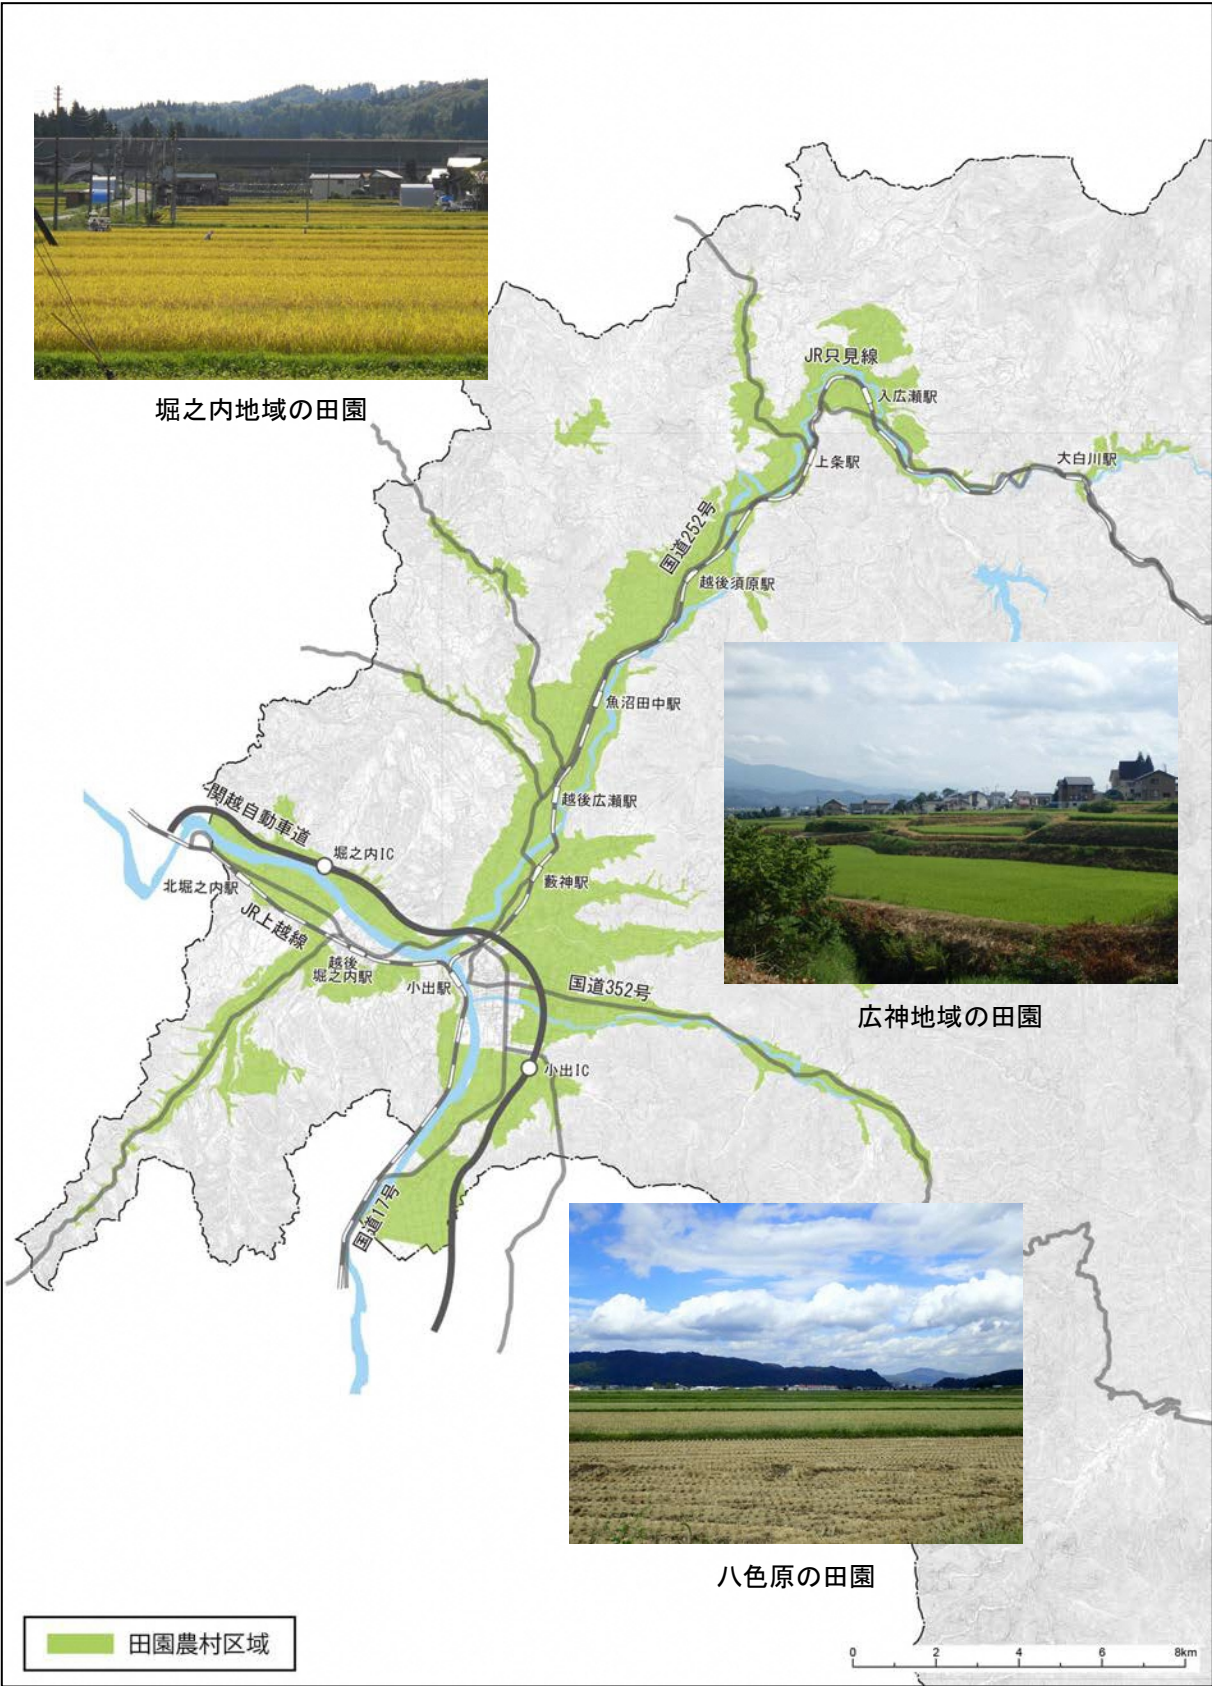 堀之内地域の田園
JR只見線
入広瀬駅
上条駅
大白川駅
国道252号
越後須原駅
魚沼田中駅
越後広瀬駅
関越自動車道
堀之内IC
藪神駅
北堀之内駅
JR上越線
越後
堀之内駅
小出駅
国道352号
広神地域の田園
小出IC
国道17号
八色原の田園
田園農村区域
0 2 4 6 8km